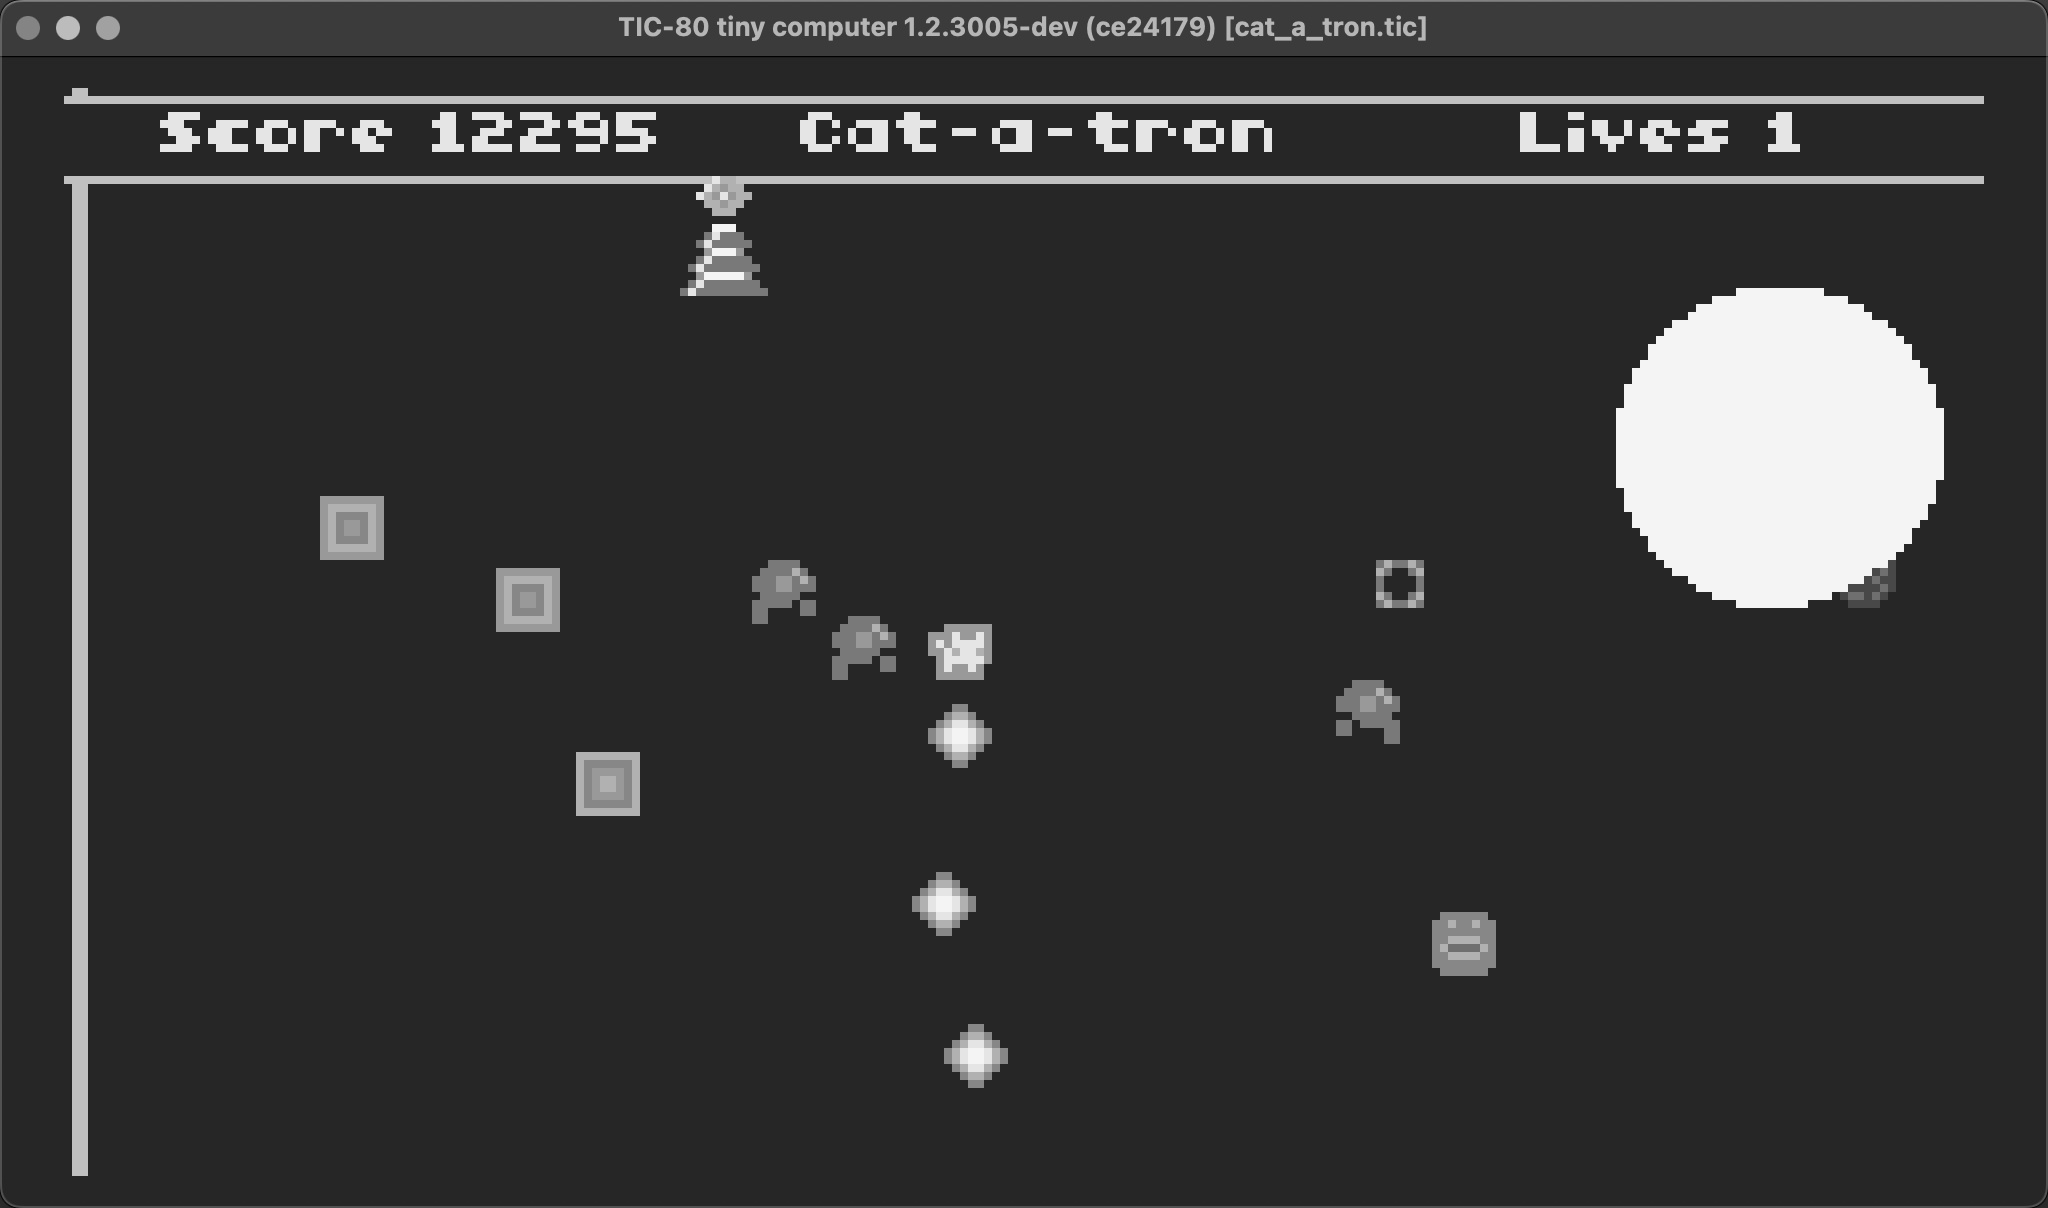 TIC-80 tiny computer 1.2.3005-dev (ce24179) [cat_a_tron.tic]
Score 12295 Cat-a-tron Lives 1